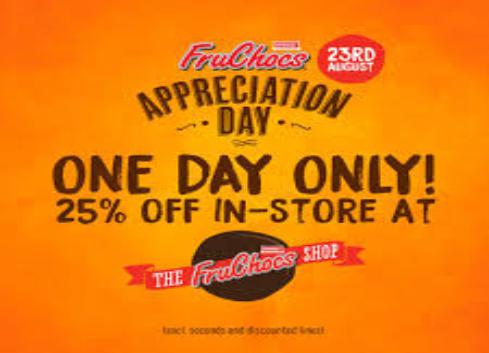 FruChocs 23RD
AUGUST
APPRECIATION
DAY
ONE DAY ONLY!
25% OFF IN-STORE AT
THE FruChocs SHOP
seconds and discounted lines)